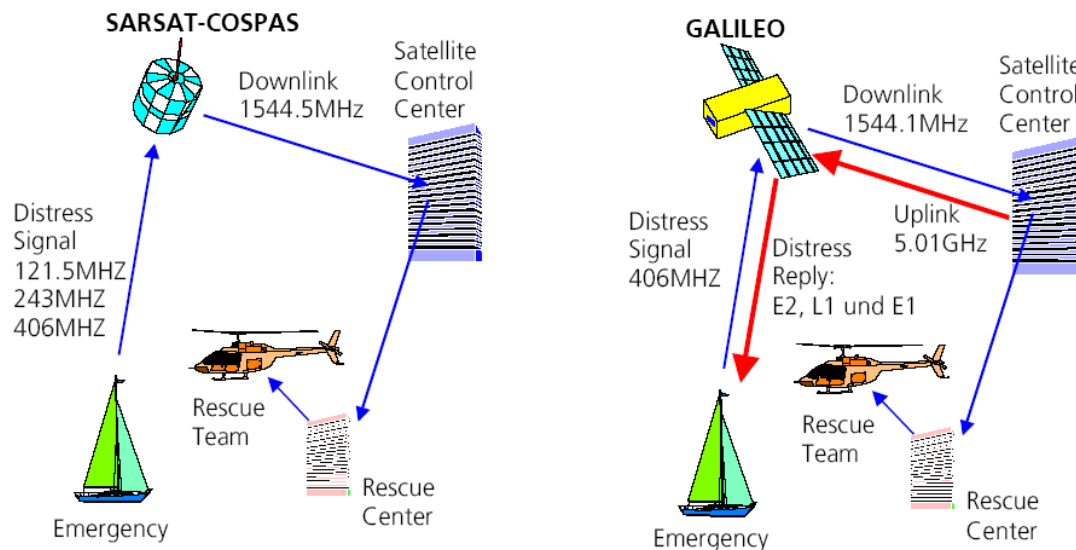 SARSAT-COSPAS
Satellite
Control
Center
Downlink
1544.5MHz
Distress
Signal
121.5MHZ
243MHZ
406MHZ
Rescue
Team
Rescue
Center
Emergency
GALILEO
Satellite
Control
Center
Downlink
1544.1MHz
Uplink
5.01GHz
Distress
Signal
406MHZ
Distress
Reply:
E2, L1 und E1
Rescue
Team
Rescue
Center
Emergency